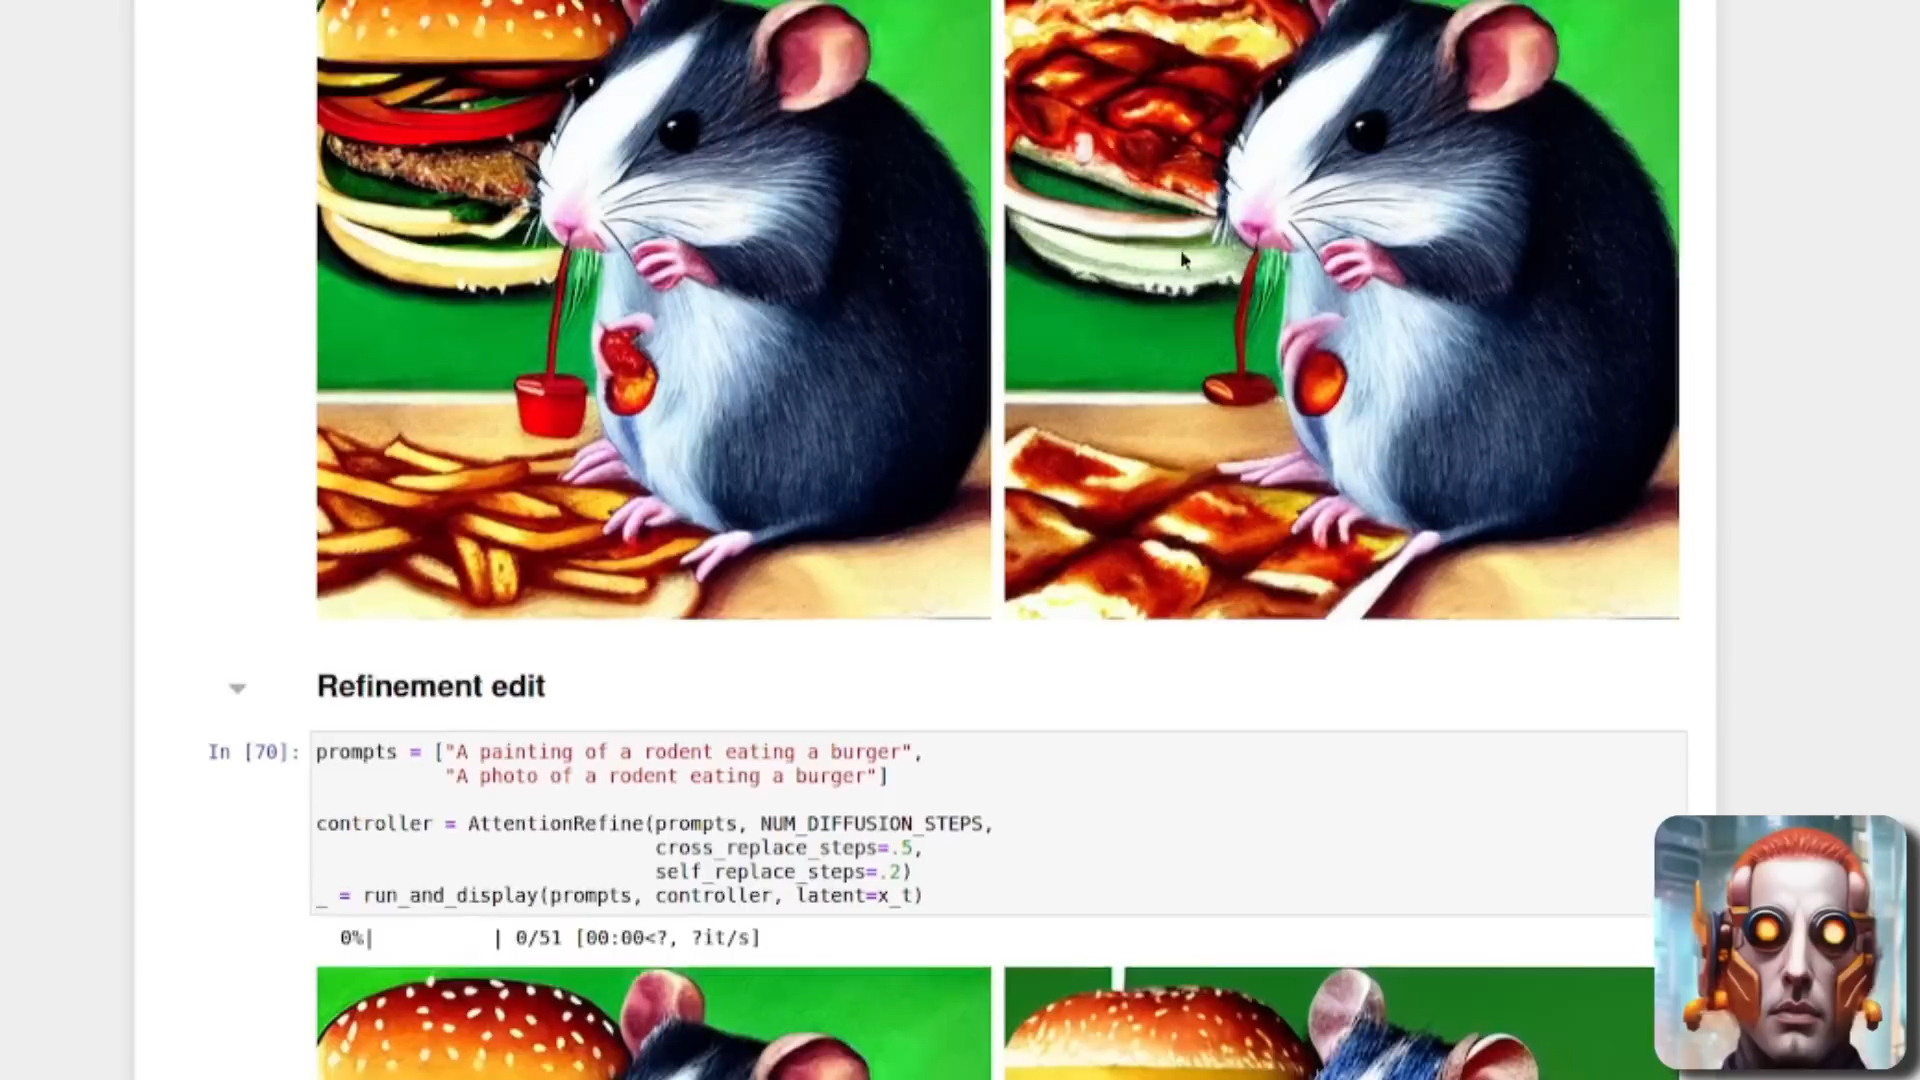 Refinement edit
In [70]: prompts = ["A painting of a rodent eating a burger",
"A photo of a rodent eating a burger"]
controller = AttentionRefine(prompts, NUM_DIFFUSION_STEPS,
cross_replace_steps=.5,
self_replace_steps=.2)
_ = run_and_display(prompts, controller, latent=x_t)
0%| | 0/51 [00:00<?, ?it/s]